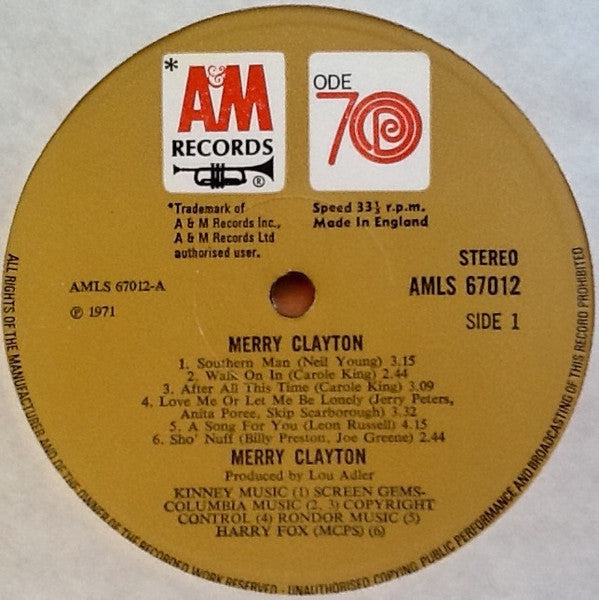 *
A&M
RECORDS
®
ODE
70
*Trademark of
A & M Records Inc.,
A & M Records Ltd
authorised user.
Speed 33⅓ r.p.m.
Made In England
AMLS 67012-A
℗ 1971
STEREO
AMLS 67012
SIDE 1
MERRY CLAYTON
1. Southern Man (Neil Young) 3.15
2. Walk On In (Carole King) 2.44
3. After All This Time (Carole King) 3.09
4. Love Me Or Let Me Be Lonely (Jerry Peters,
Anita Poree, Skip Scarborough) 3.32
5. A Song For You (Leon Russell) 4.15
6. Sho' Nuff (Billy Preston, Joe Greene) 2.44
MERRY CLAYTON
Produced by Lou Adler
KINNEY MUSIC (1) SCREEN GEMS-
COLUMBIA MUSIC (2, 3) COPYRIGHT
CONTROL (4) RONDOR MUSIC (5)
HARRY FOX (MCPS) (6)
ALL RIGHTS OF THE MANUFACTURER AND OF THE OWNER OF THE RECORDED WORK RESERVED - UNAUTHORISED COPYING PUBLIC PERFORMANCE AND BROADCASTING OF THIS RECORD PROHIBITED